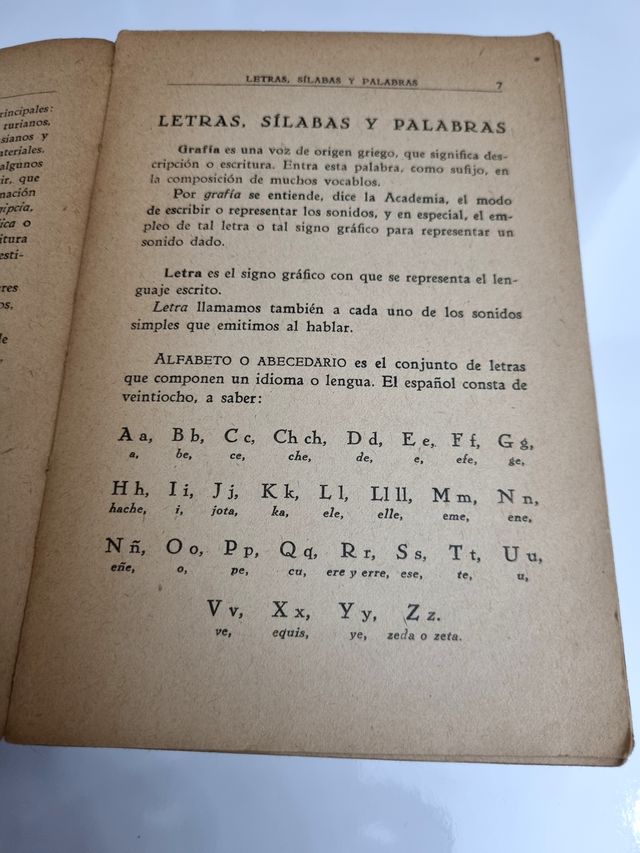 rincipales:
turianos,
sianos y
ateriales.
algunos
ir, que
nación
gipcia,
ica o
itura
esti-
res
os.
le
LETRAS, SÍLABAS Y PALABRAS 7
LETRAS, SÍLABAS Y PALABRAS
Grafía es una voz de origen griego, que significa des-
cripción o escritura. Entra esta palabra, como sufijo, en
la composición de muchos vocablos.
Por grafía se entiende, dice la Academia, el modo
de escribir o representar los sonidos, y en especial, el em-
pleo de tal letra o tal signo gráfico para representar un
sonido dado.
Letra es el signo gráfico con que se representa el len-
guaje escrito.
Letra llamamos también a cada uno de los sonidos
simples que emitimos al hablar.
ALFABETO O ABECEDARIO es el conjunto de letras
que componen un idioma o lengua. El español consta de
veintiocho, a saber:
A a, B b, C c, Ch ch, D d, E e, F f, G g,
a, be, ce, che, de, e, efe, ge,
H h, I i, J j, K k, L l, Ll ll, M m, N n,
hache, i, jota, ka, ele, elle, eme, ene,
Ñ ñ, O o, P p, Q q, R r, S s, T t, U u,
eñe, o, pe, cu, ere y erre, ese, te, u,
V v, X x, Y y, Z z.
ve, equis, ye, zeda o zeta.